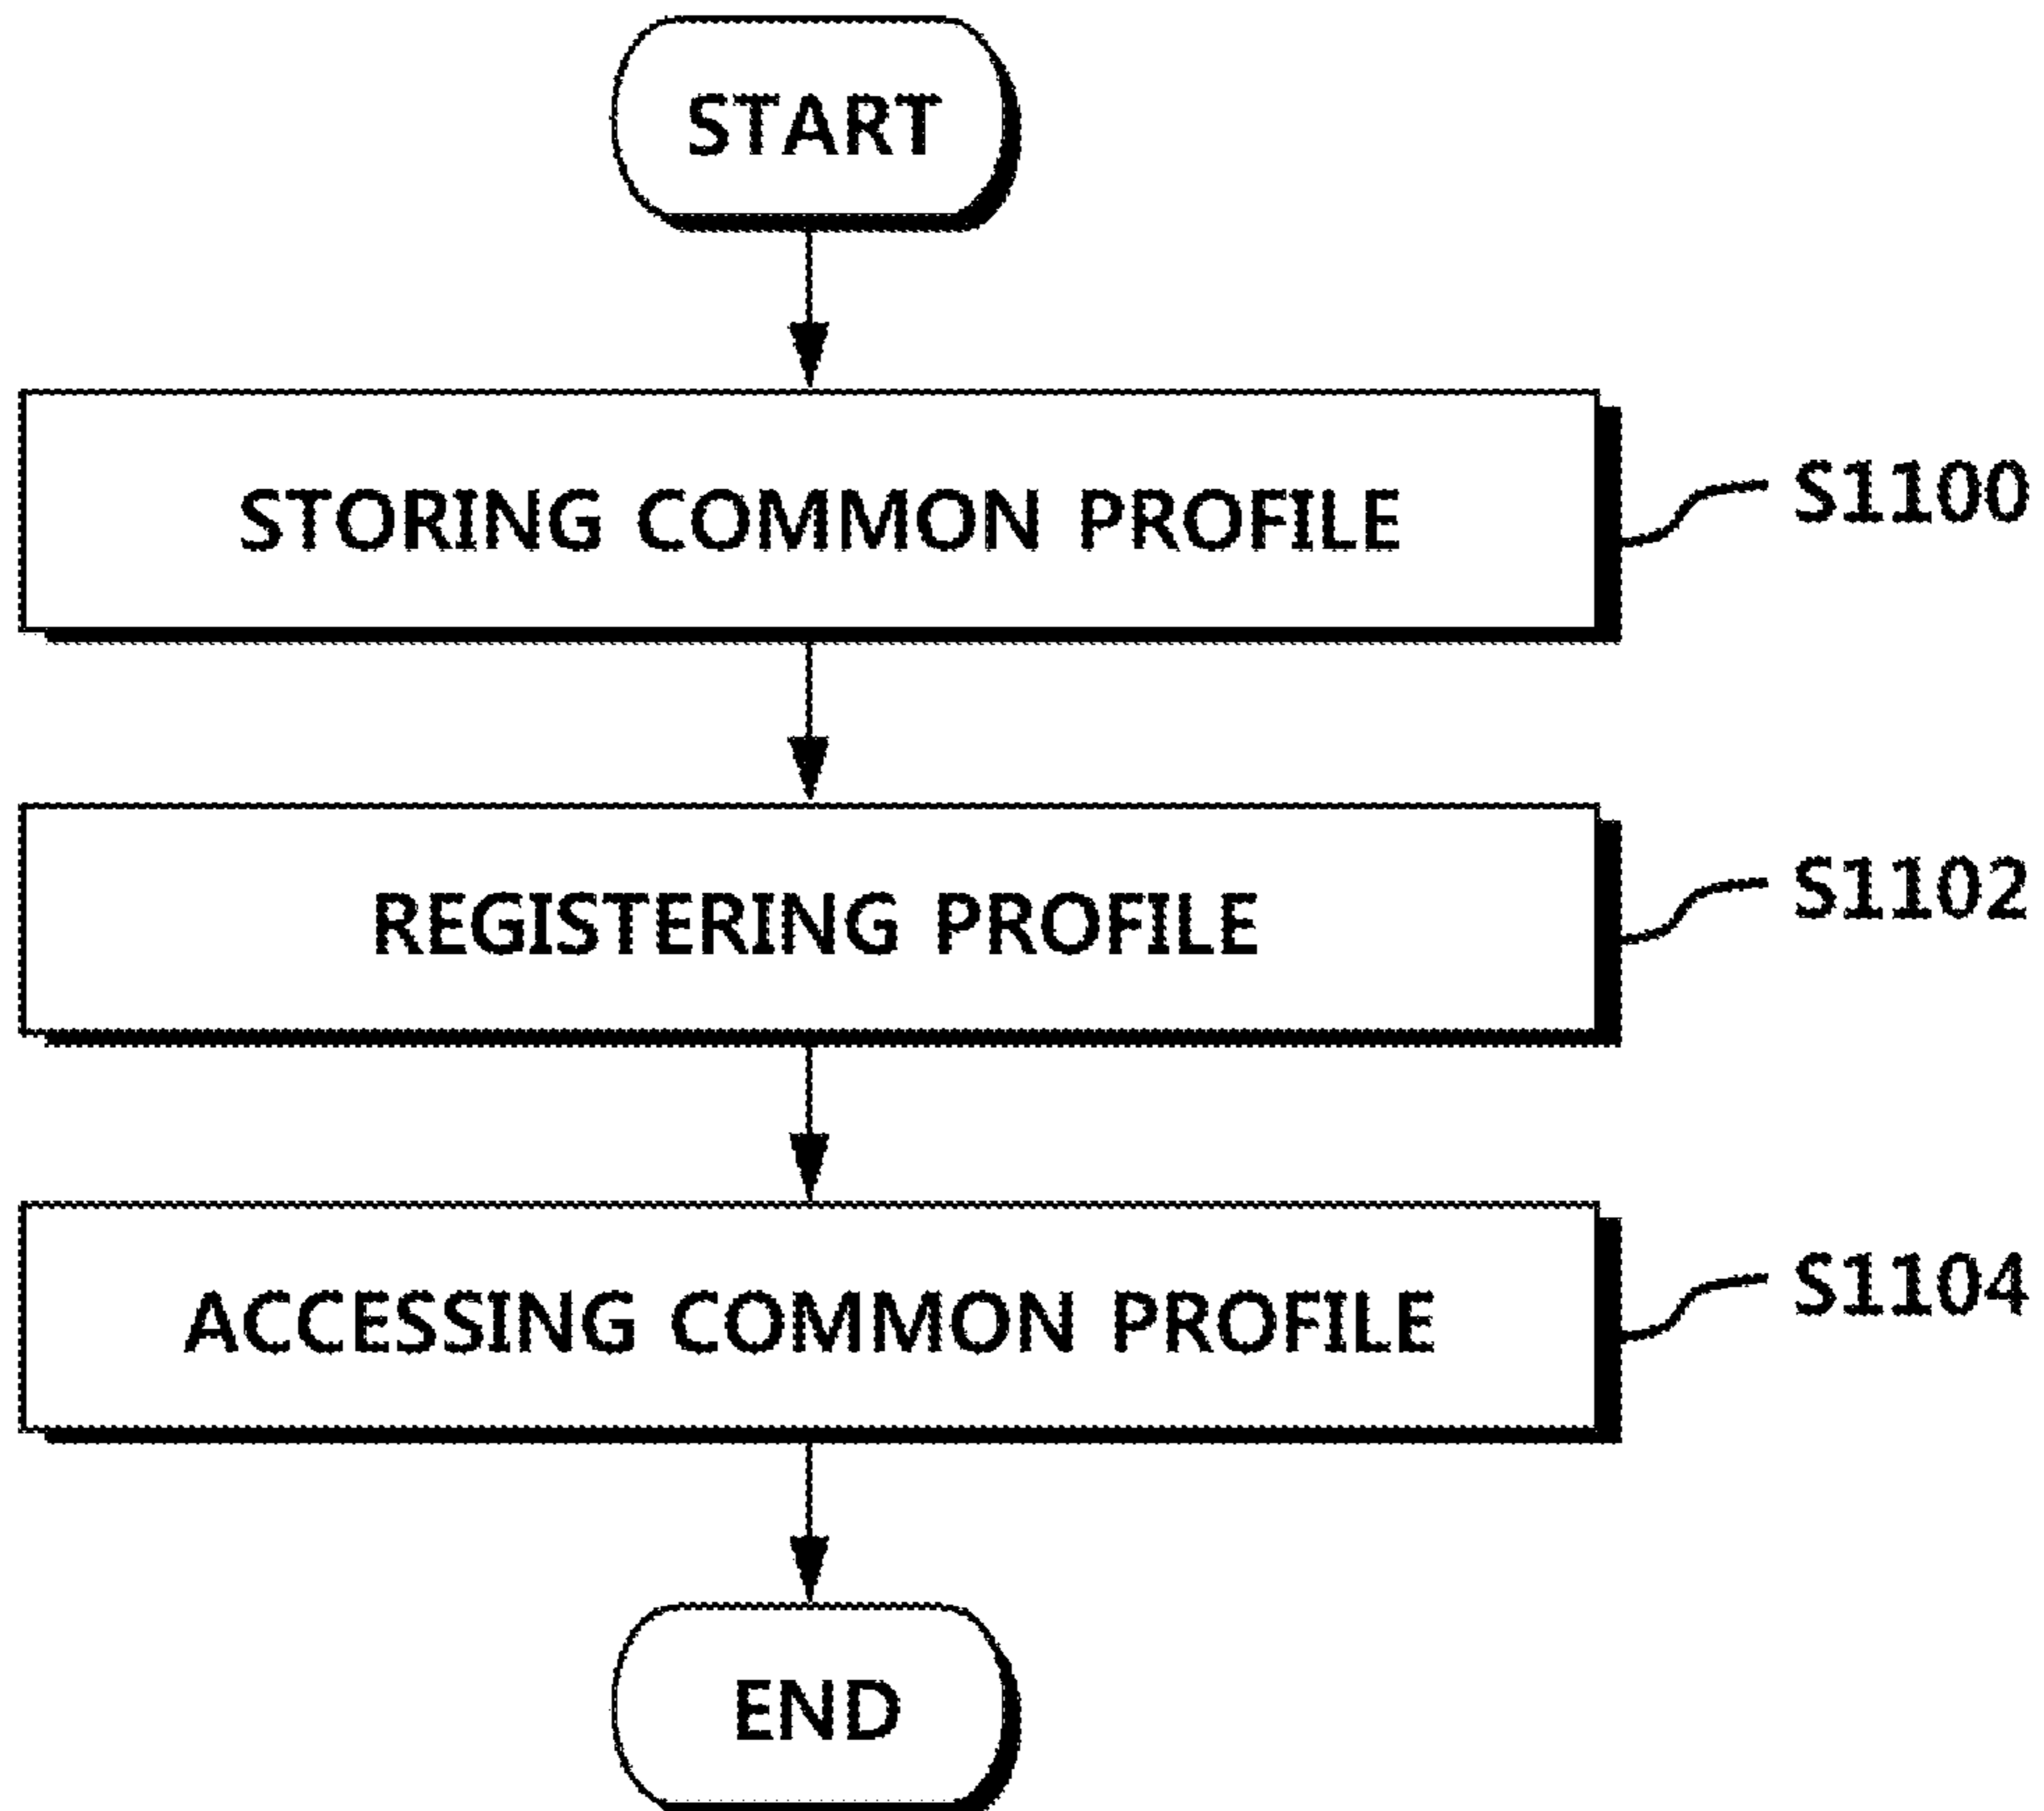 START
STORING COMMON PROFILE
S1100
REGISTERING PROFILE
S1102
ACCESSING COMMON PROFILE
S1104
END